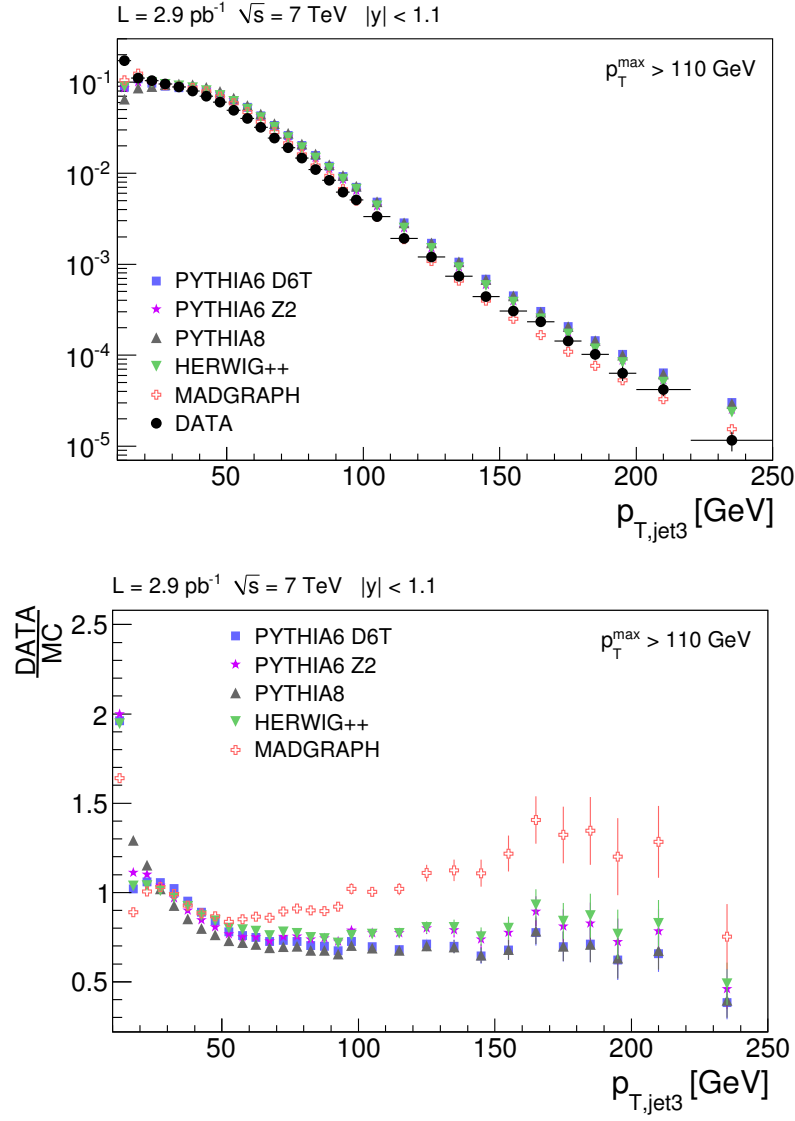 L = 2.9 pb⁻¹ √s = 7 TeV |y| < 1.1
p_T^max > 110 GeV
10⁻¹
10⁻²
10⁻³
10⁻⁴
10⁻⁵
PYTHIA6 D6T
PYTHIA6 Z2
PYTHIA8
HERWIG++
MADGRAPH
DATA
50 100 150 200 250
p_T,jet3 [GeV]
L = 2.9 pb⁻¹ √s = 7 TeV |y| < 1.1
DATA
MC
p_T^max > 110 GeV
2.5
2
1.5
1
0.5
PYTHIA6 D6T
PYTHIA6 Z2
PYTHIA8
HERWIG++
MADGRAPH
50 100 150 200 250
p_T,jet3 [GeV]